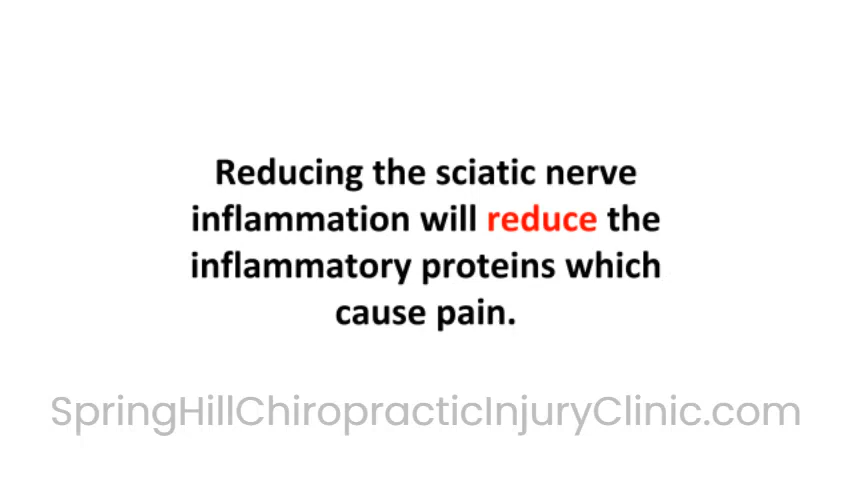 Reducing the sciatic nerve
inflammation will reduce the
inflammatory proteins which
cause pain.
SpringHillChiropracticInjuryClinic.com